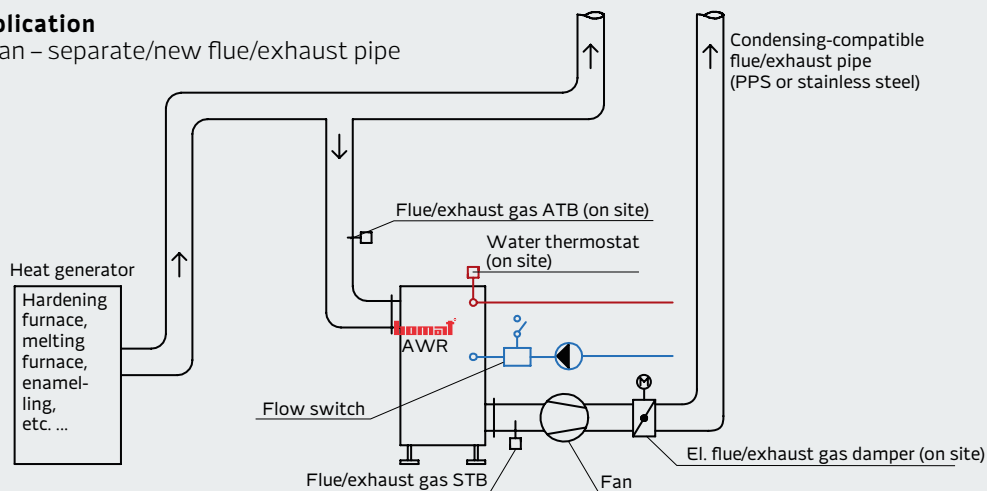 plication
an – separate/new flue/exhaust pipe
Condensing-compatible
flue/exhaust pipe
(PPS or stainless steel)
Flue/exhaust gas ATB (on site)
Water thermostat
(on site)
Heat generator
Hardening
furnace,
melting
furnace,
enamel-
ling,
etc. ...
bomat
AWR
M
Flow switch
El. flue/exhaust gas damper (on site)
Flue/exhaust gas STB
Fan